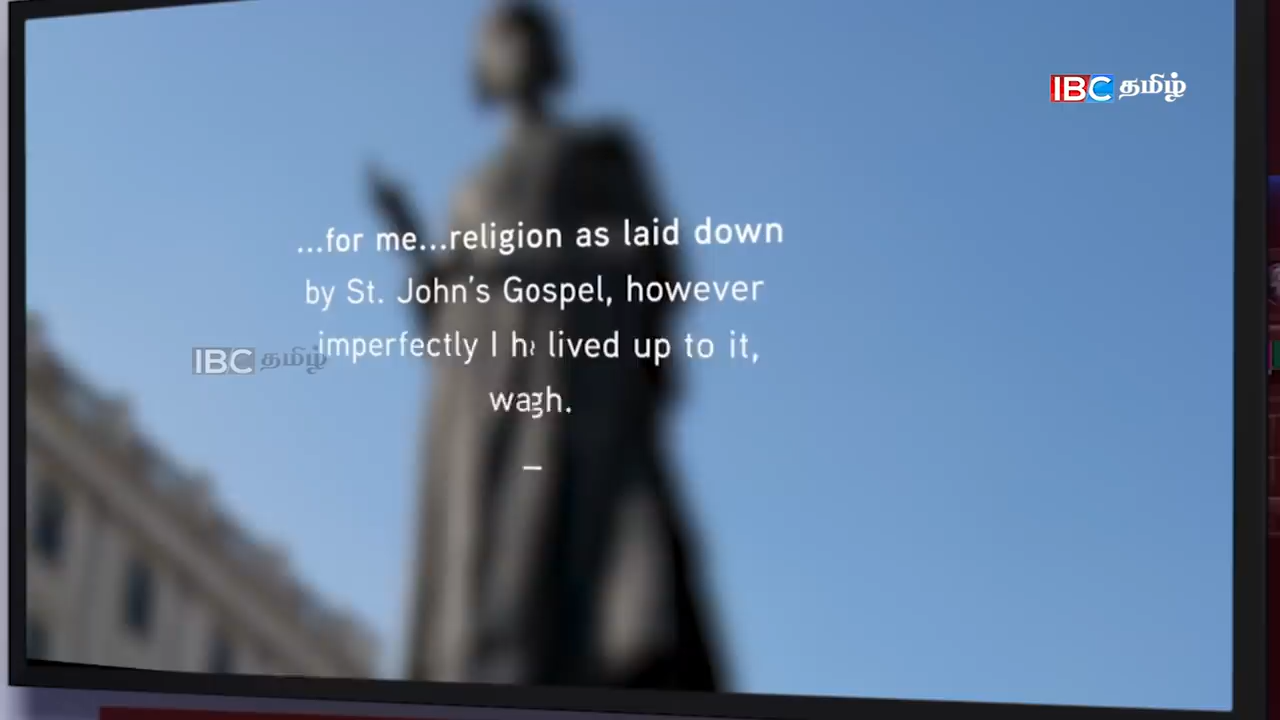 IBC தமிழ்
...for me...religion as laid down
by St. John's Gospel, however
imperfectly I lived up to it,
IBC தமிழ்